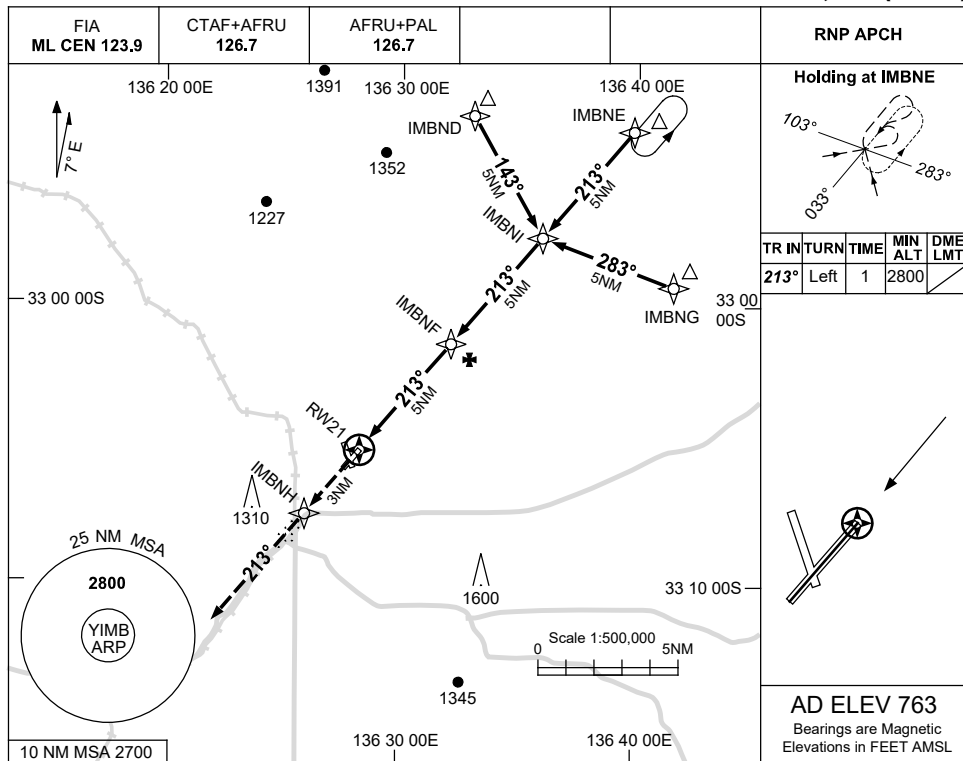 FIA
ML CEN 123.9
CTAF+AFRU
126.7
AFRU+PAL
126.7
RNP APCH
136 20 00E
1391
136 30 00E
136 40 00E
7° E
IMBND
IMBNE
1352
143°
5NM
213°
5NM
1227
IMBNI
283°
5NM
33 00 00S
213°
5NM
IMBNG
33 00
00S
IMBNF
213°
5NM
RW21
IMBNH
3NM
1310
213°
25 NM MSA
2800
YIMB
ARP
33 10 00S
1600
Scale 1:500,000
0
5NM
1345
136 30 00E
136 40 00E
10 NM MSA 2700
Holding at IMBNE
103°
283°
033°
TR IN TURN TIME MIN ALT DME LMT
213° Left 1 2800
AD ELEV 763
Bearings are Magnetic
Elevations in FEET AMSL